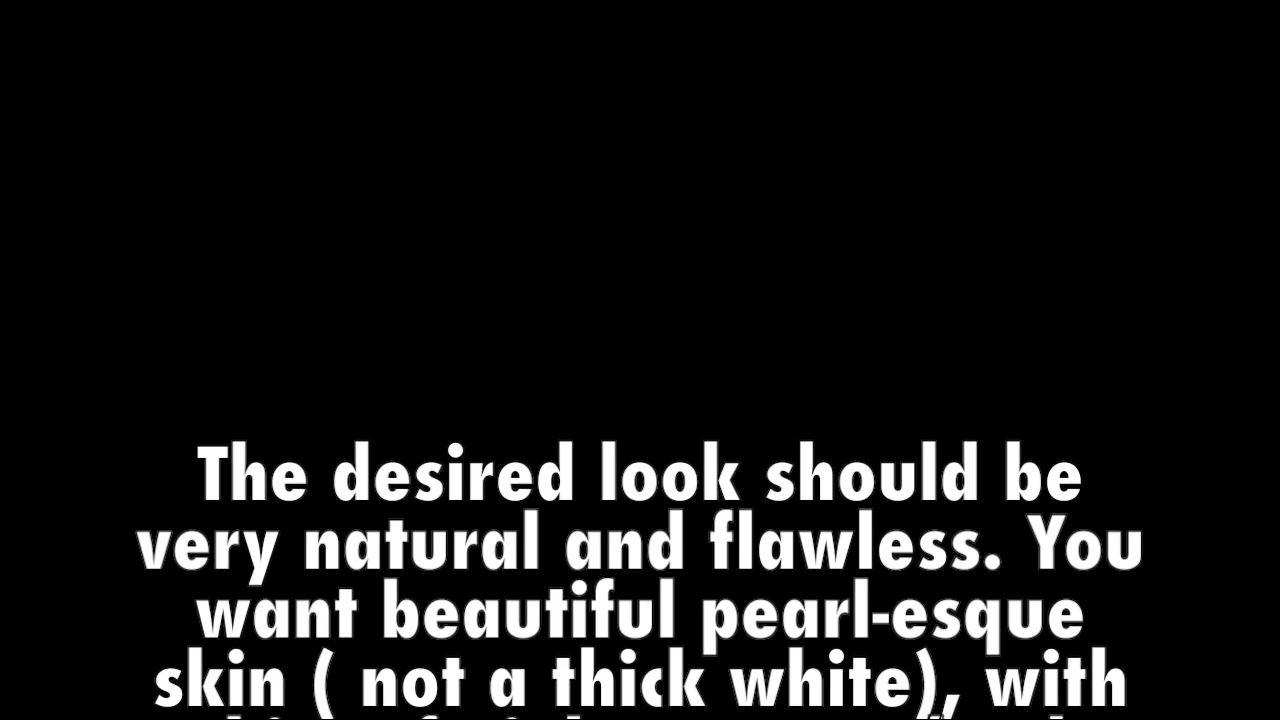 The desired look should be
very natural and flawless. You
want beautiful pearl-esque
skin ( not a thick white), with